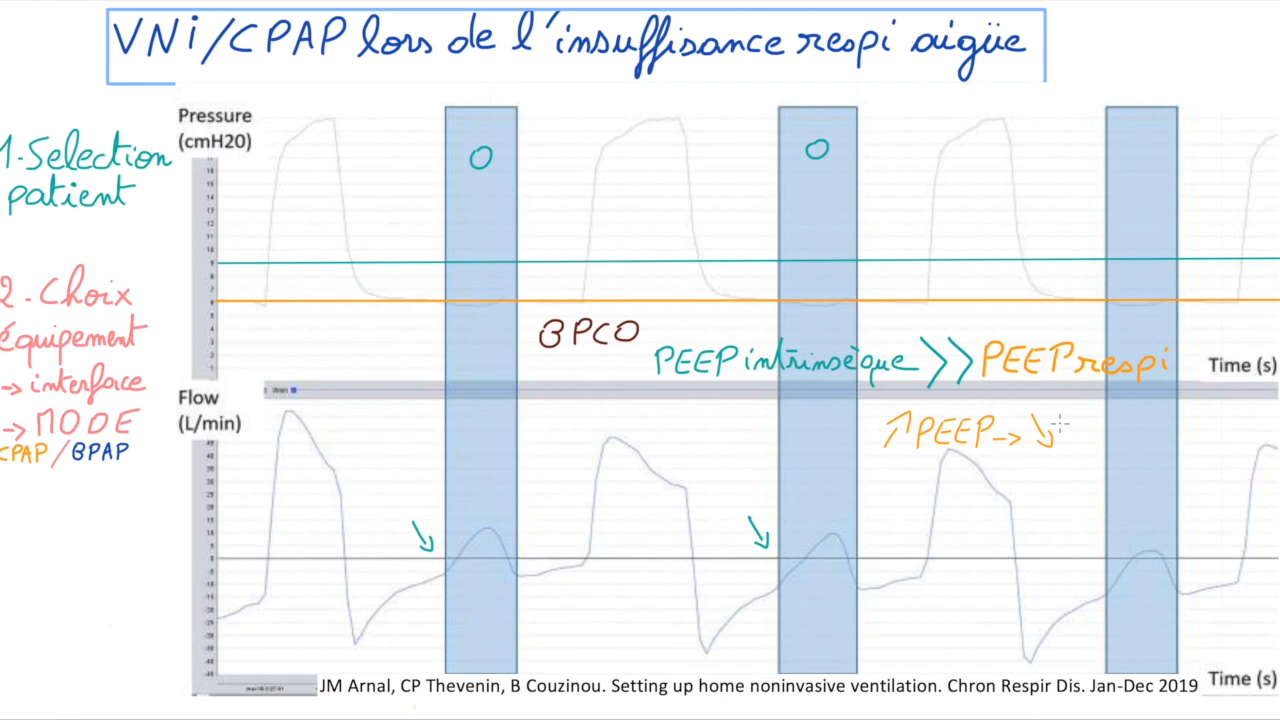 VNi/CPAP lors de l'insuffisance respi aigüe
1-Selection
patient
2-Choix
équipement
→ interface
→ MODE
CPAP/BPAP
Pressure
(cmH20)
O
O
BPCO
PEEP intrinsèque >> PEEP respi
Time (s)
Flow
(L/min)
↗PEEP → ↘
Time (s)
JM Arnal, CP Thevenin, B Couzinou. Setting up home noninvasive ventilation. Chron Respir Dis. Jan-Dec 2019